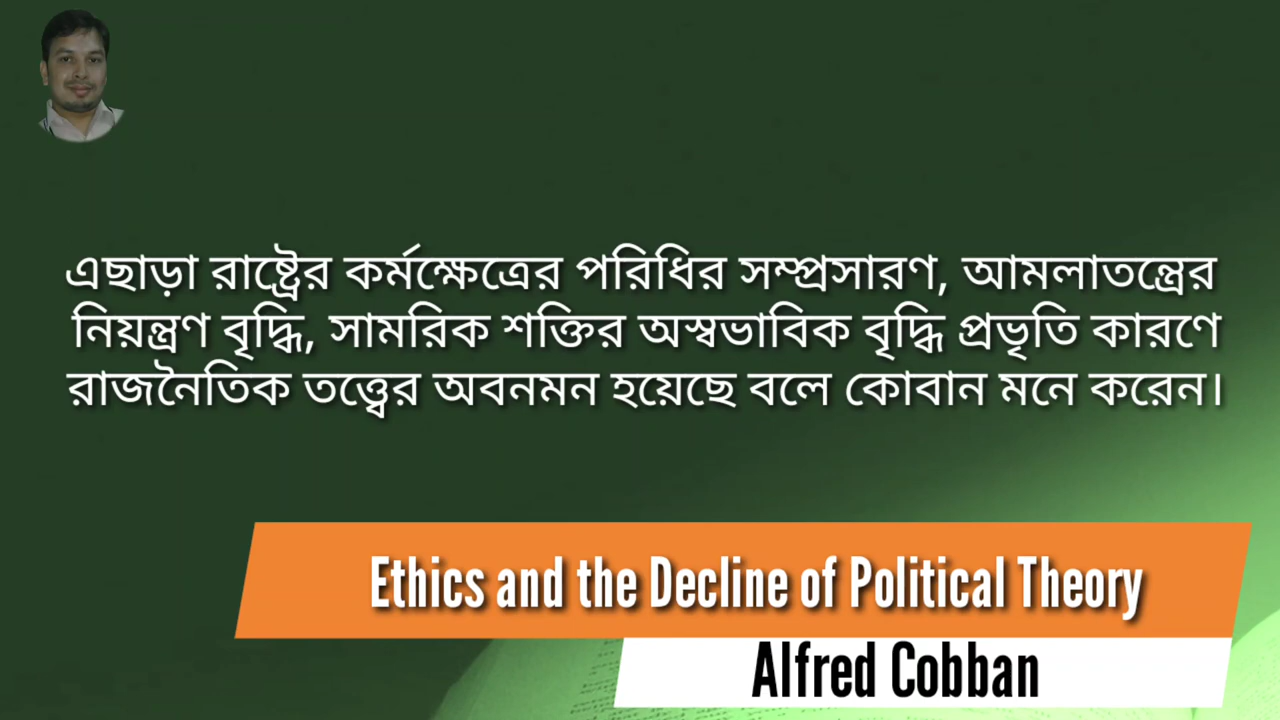 এছাড়া রাষ্ট্রের কর্মক্ষেত্রের পরিধির সম্প্রসারণ, আমলাতন্ত্রের
নিয়ন্ত্রণ বৃদ্ধি, সামরিক শক্তির অস্বভাবিক বৃদ্ধি প্রভৃতি কারণে
রাজনৈতিক তত্ত্বের অবনমন হয়েছে বলে কোবান মনে করেন।
Ethics and the Decline of Political Theory
Alfred Cobban